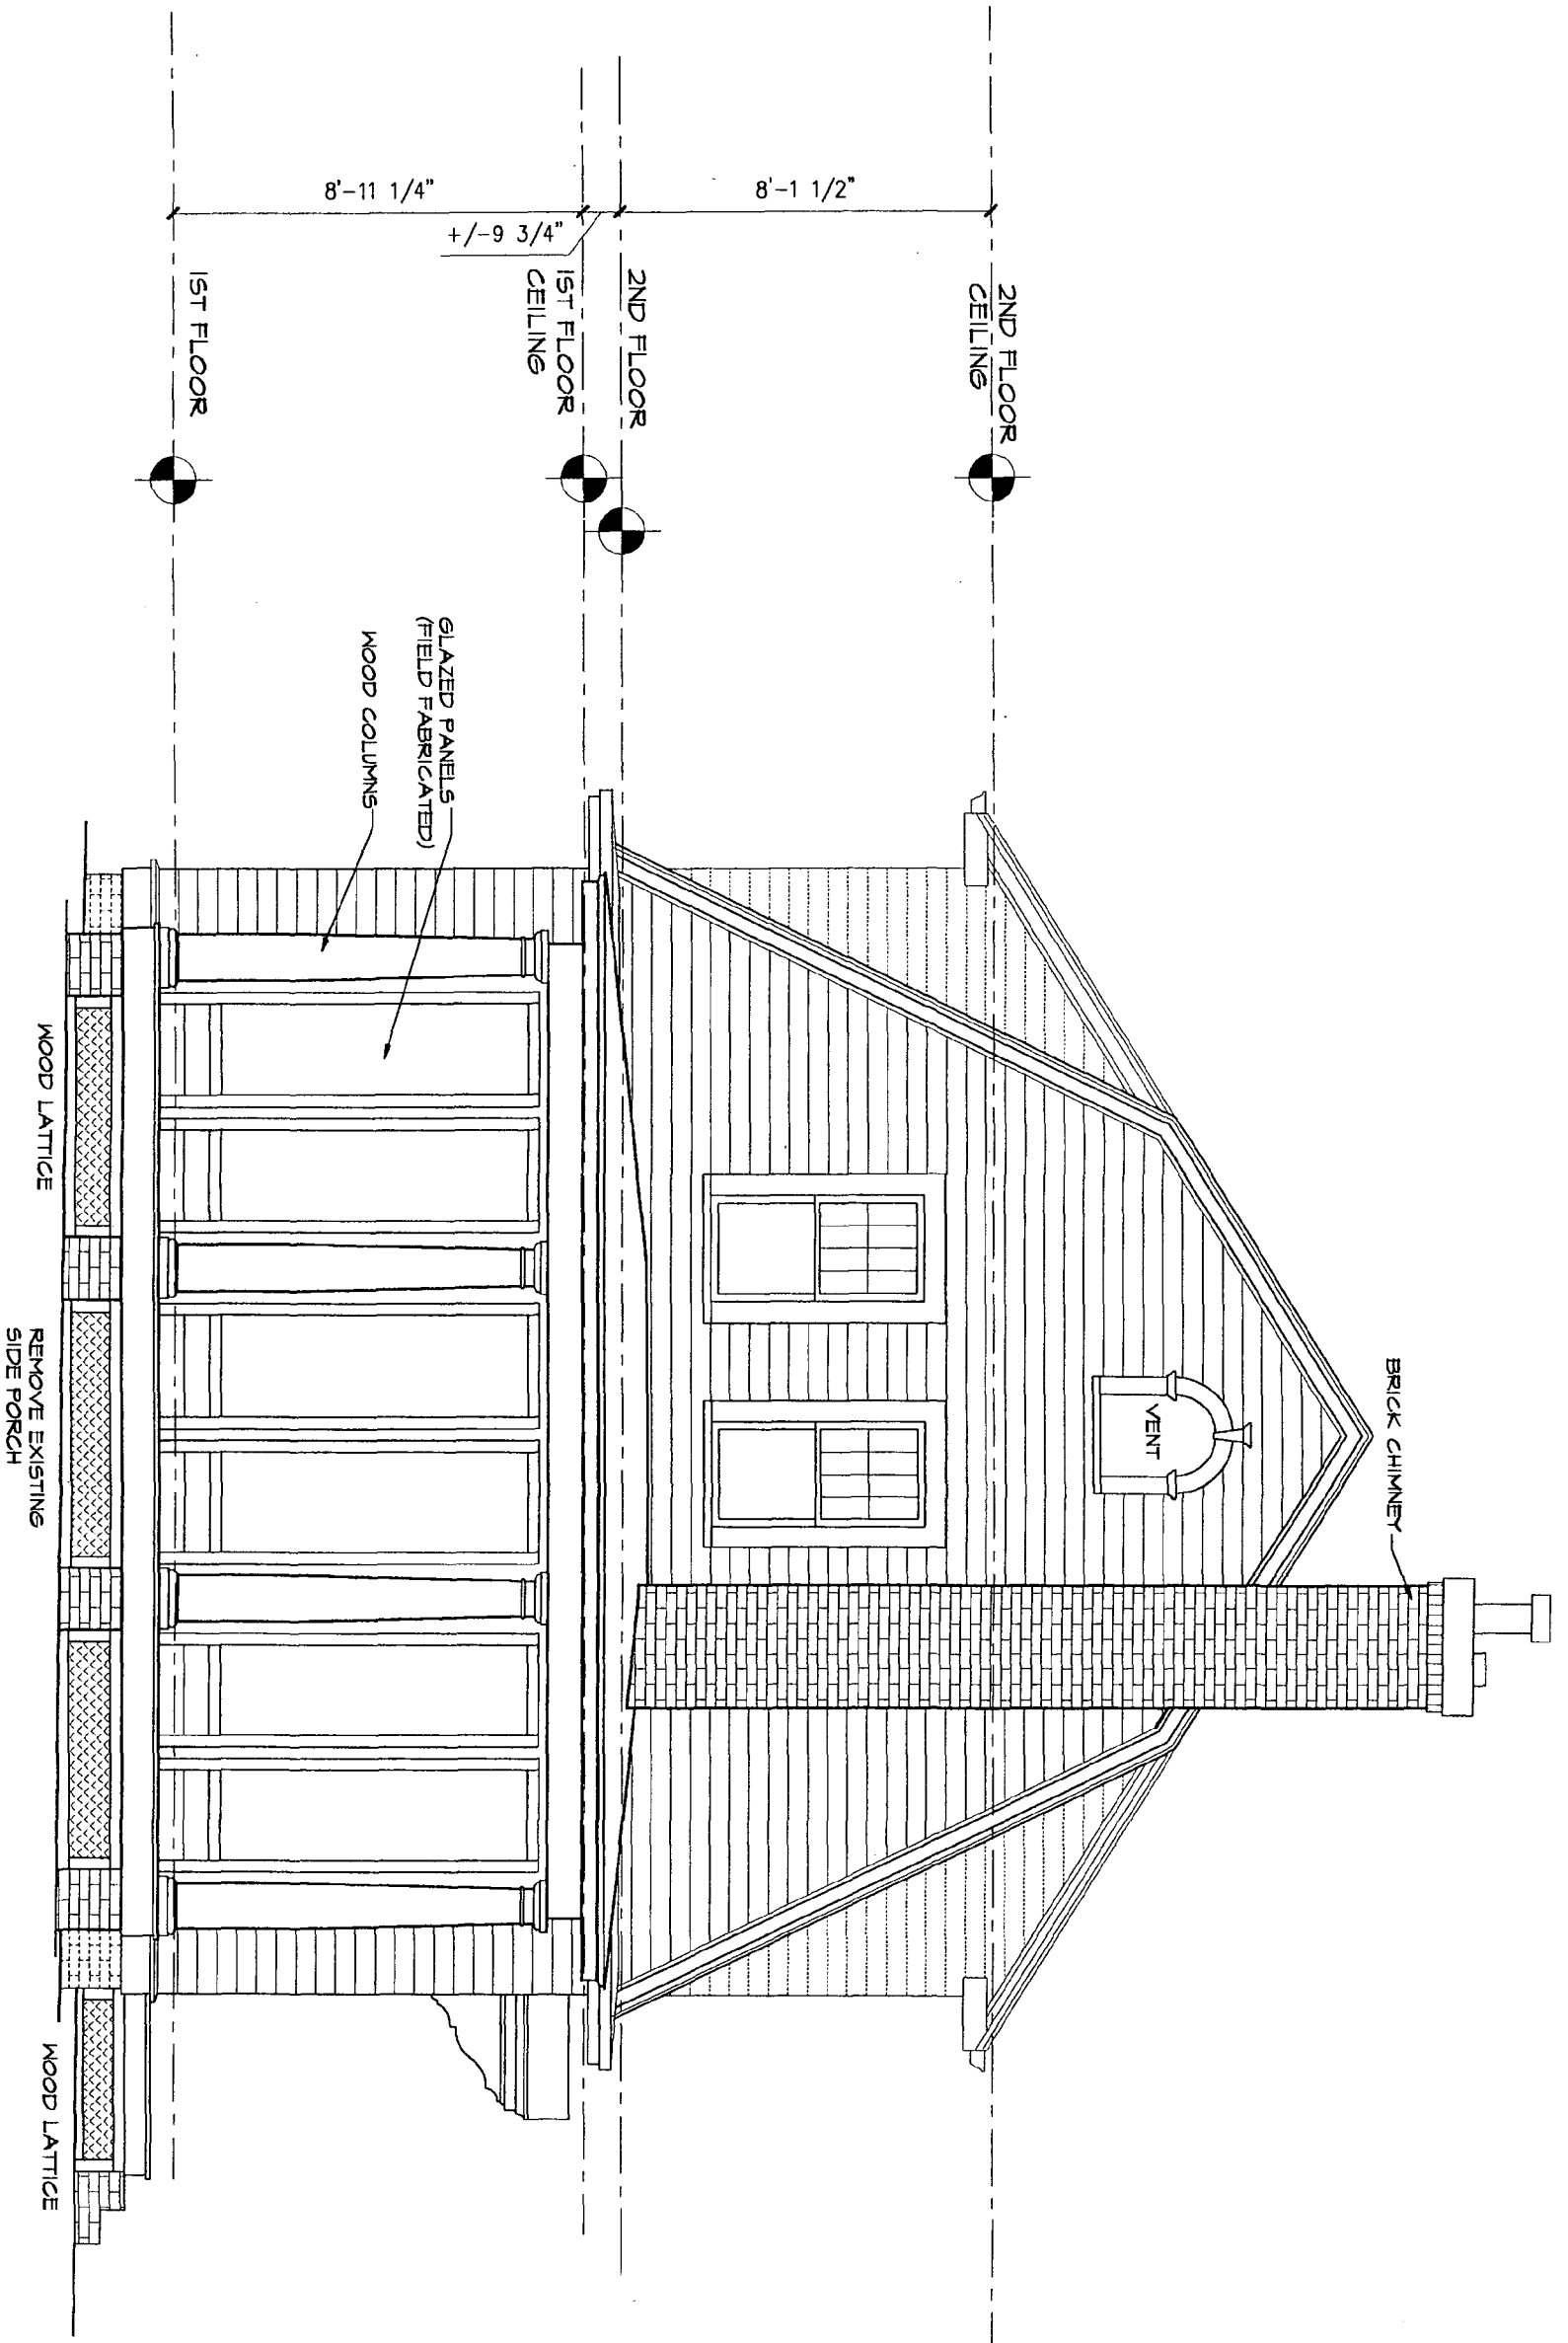 BRICK CHIMNEY
VENT
2ND FLOOR
CEILING
8'-1 1/2"
2ND FLOOR
1ST FLOOR
CEILING
+/-9 3/4"
8'-11 1/4"
GLAZED PANELS
(FIELD FABRICATED)
WOOD COLUMNS
1ST FLOOR
WOOD LATTICE
REMOVE EXISTING
SIDE PORCH
WOOD LATTICE